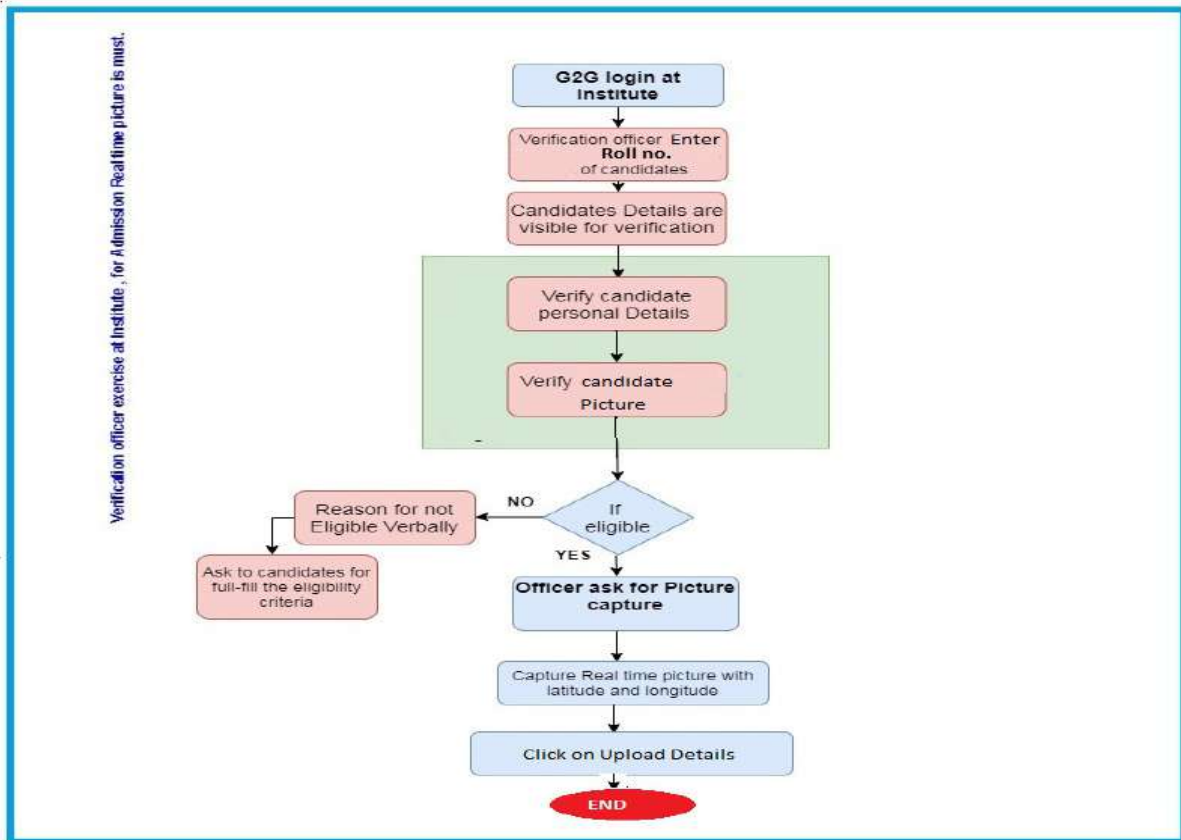 Verification officer exercise at Institute , for Admission Real time picture is must.
G2G login at
Institute
Verification officer Enter
Roll no.
of candidates
Candidates Details are
visible for verification
Verify candidate
personal Details
Verify candidate
Picture
If
eligible
NO
Reason for not
Eligible Verbally
Ask to candidates for
full-fill the eligibility
criteria
YES
Officer ask for Picture
capture
Capture Real time picture with
latitude and longitude
Click on Upload Details
END